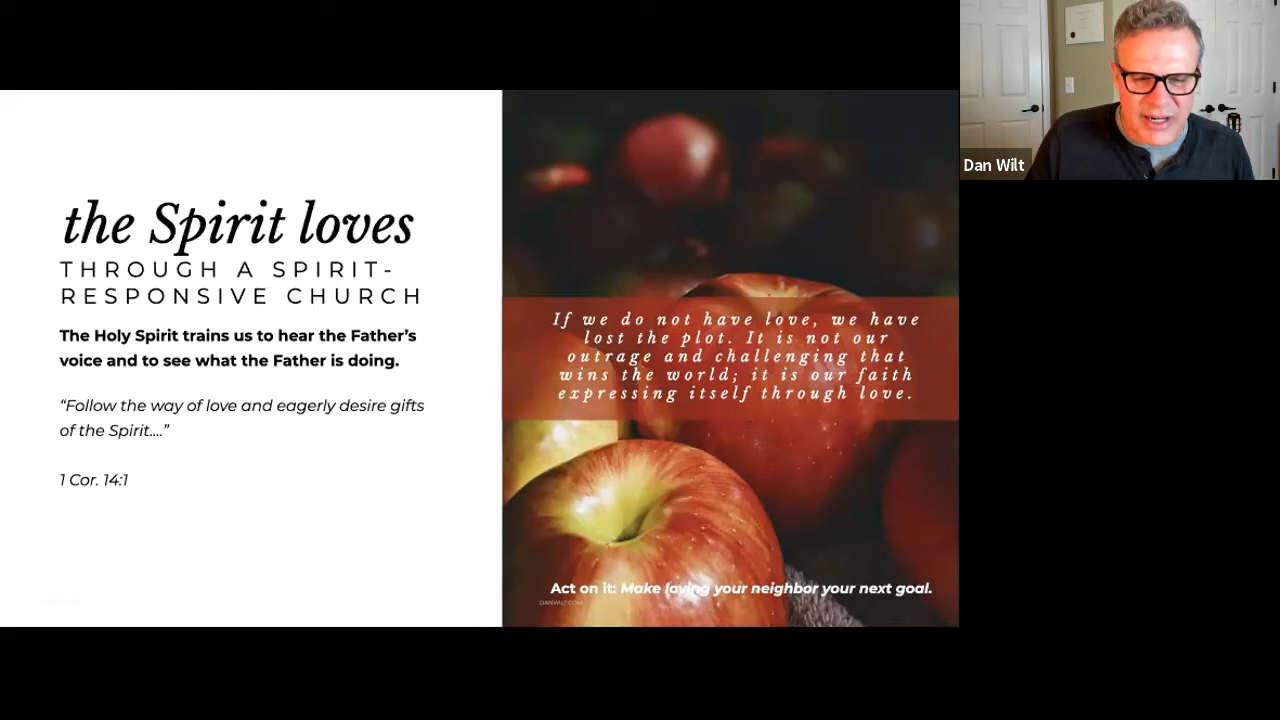 the Spirit loves
THROUGH A SPIRIT-
RESPONSIVE CHURCH
The Holy Spirit trains us to hear the Father’s
voice and to see what the Father is doing.
“Follow the way of love and eagerly desire gifts
of the Spirit....”
1 Cor. 14:1
If we do not have love, we have
lost the plot. It is not our
outrage and challenging that
wins the world; it is our faith
expressing itself through love.
Act on it: Make loving your neighbor your next goal.
DANWILT.COM
Dan Wilt